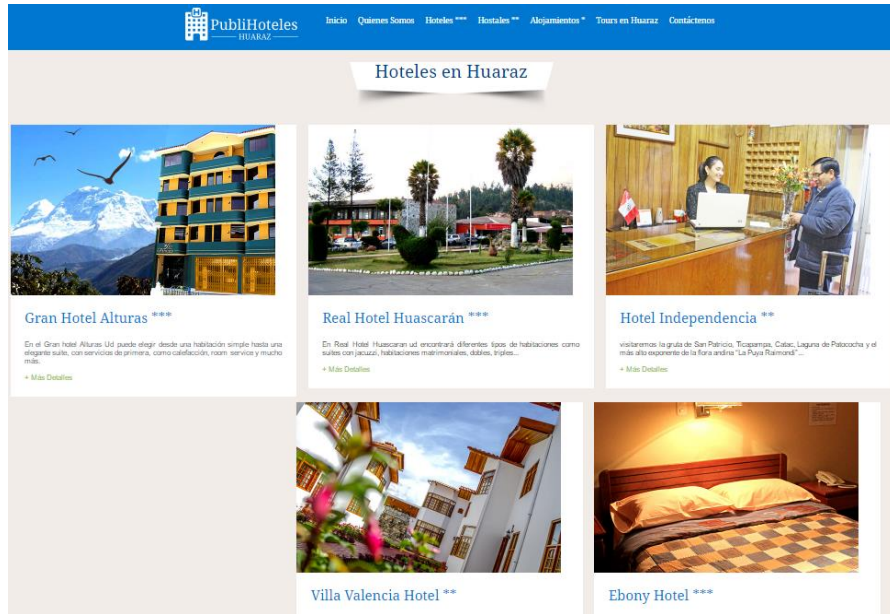 PubliHoteles
HUARAZ
Inicio Quienes Somos Hoteles *** Hostales ** Alojamientos * Tours en Huaraz Contáctenos
Hoteles en Huaraz
Gran Hotel Alturas ***
En el Gran hotel Alturas Ud puede elegir desde una habitación simple hasta una
elegante suite, con servicios de primera, como calefacción, room service y mucho
más.
+ Más Detalles
Real Hotel Huascarán ***
En Real Hotel Huascaran ud encontrará diferentes tipos de habitaciones como
suites con jacuzzi, habitaciones matrimoniales, dobles, triples...
+ Más Detalles
Hotel Independencia **
visitaremos la gruta de San Patricio, Ticapampa, Catac, Laguna de Patococha y el
más alto exponente de la flora andina "La Puya Raimondi"...
+ Más Detalles
Villa Valencia Hotel **
Ebony Hotel ***